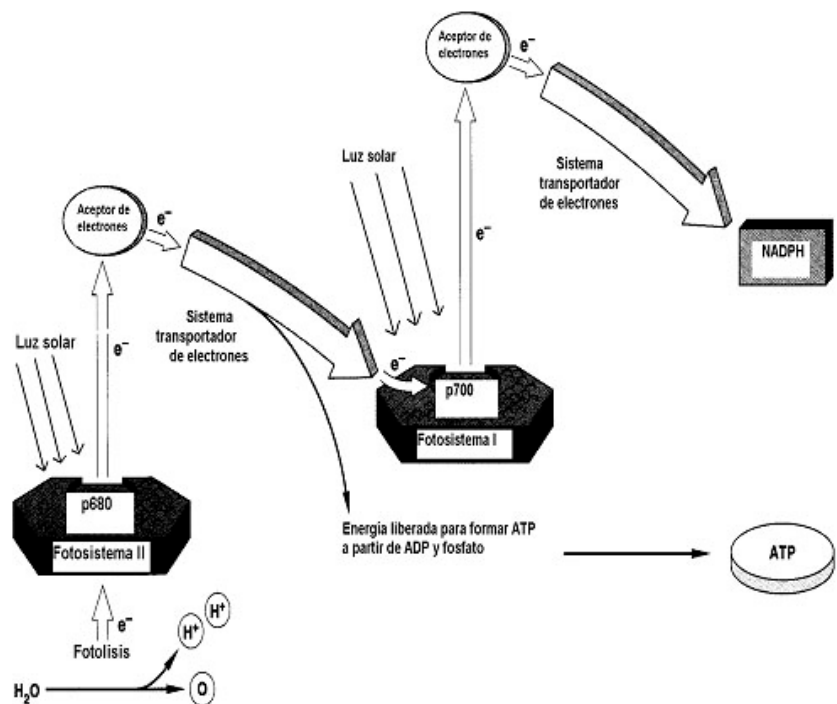 Aceptor de
electrones
e⁻
Luz solar
Sistema
transportador
de electrones
e⁻
NADPH
Aceptor de
electrones
e⁻
Luz solar
e⁻
Sistema
transportador
de electrones
e⁻
p700
Fotosistema I
p680
Fotosistema II
Energía liberada para formar ATP
a partir de ADP y fosfato
ATP
e⁻
Fotolisis
H⁺
H⁺
H₂O
O